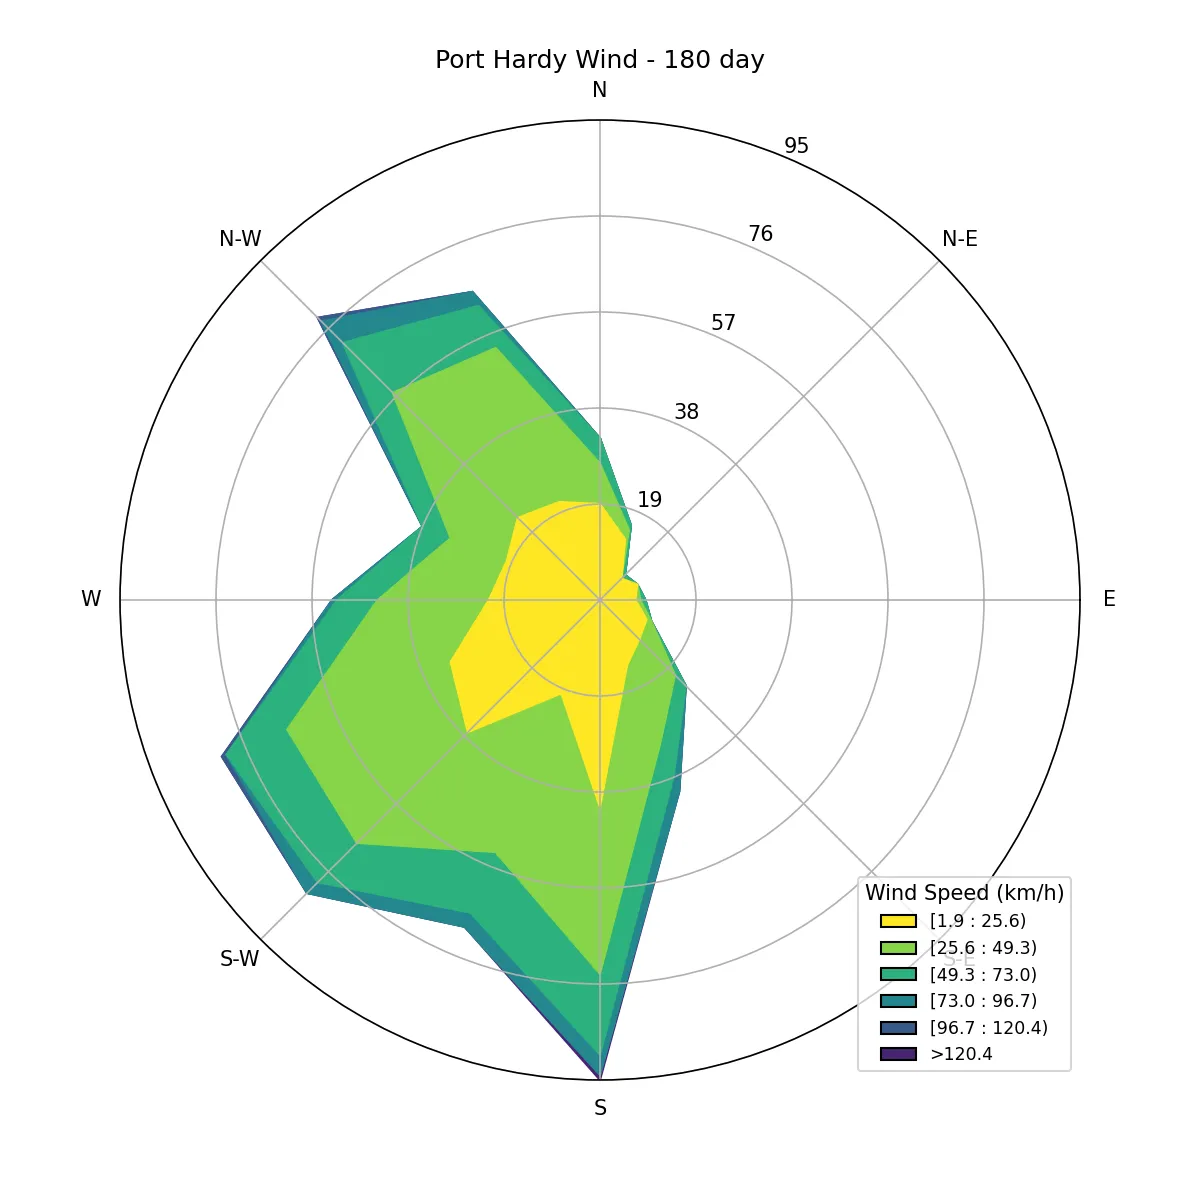 Port Hardy Wind - 180 day
N
95
N-W
N-E
76
57
38
19
W
E
S-W
S-E
S
Wind Speed (km/h)
[1.9 : 25.6)
[25.6 : 49.3)
[49.3 : 73.0)
[73.0 : 96.7)
[96.7 : 120.4)
>120.4